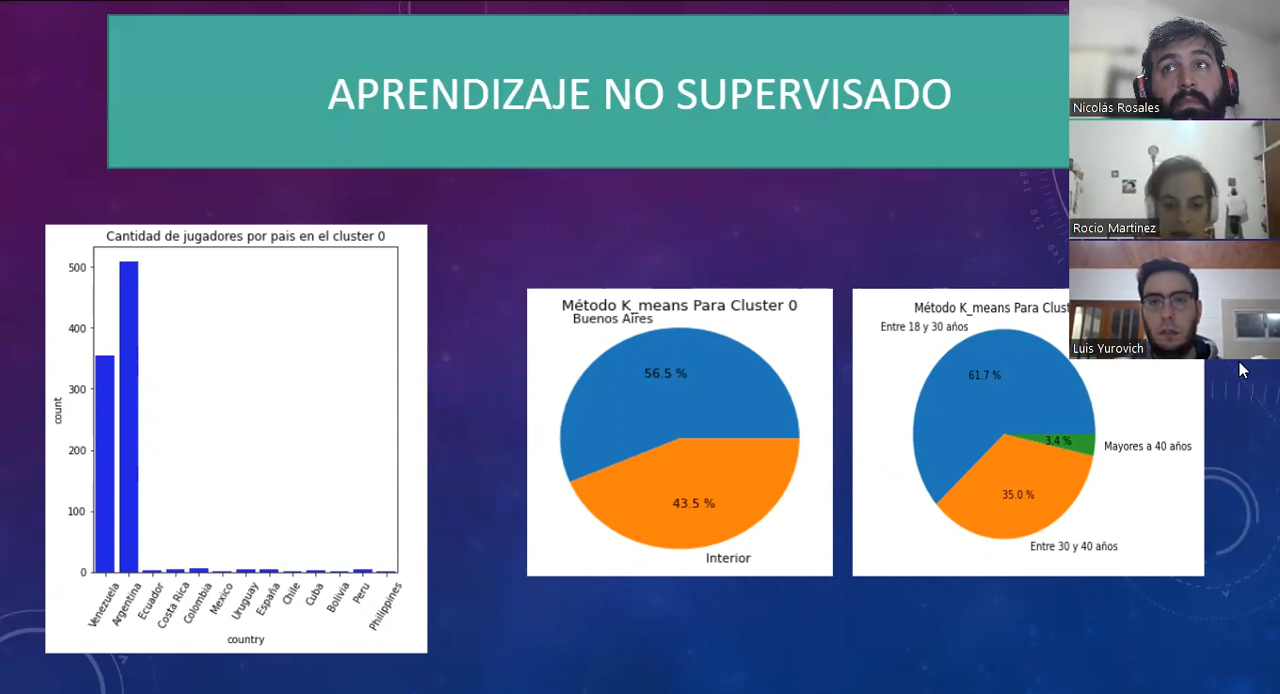 APRENDIZAJE NO SUPERVISADO
Nicolás Rosales
Rocio Martinez
Luis Yurovich
Cantidad de jugadores por pais en el cluster 0
500
400
300
200
100
0
count
Venezuela
Argentina
Ecuador
Costa Rica
Colombia
Mexico
Uruguay
España
Chile
Cuba
Bolivia
Peru
Philippines
country
Método K_means Para Cluster 0
Buenos Aires
56.5 %
43.5 %
Interior
Método K_means Para Clust
Entre 18 y 30 años
61.7 %
3.4 %
Mayores a 40 años
35.0 %
Entre 30 y 40 años